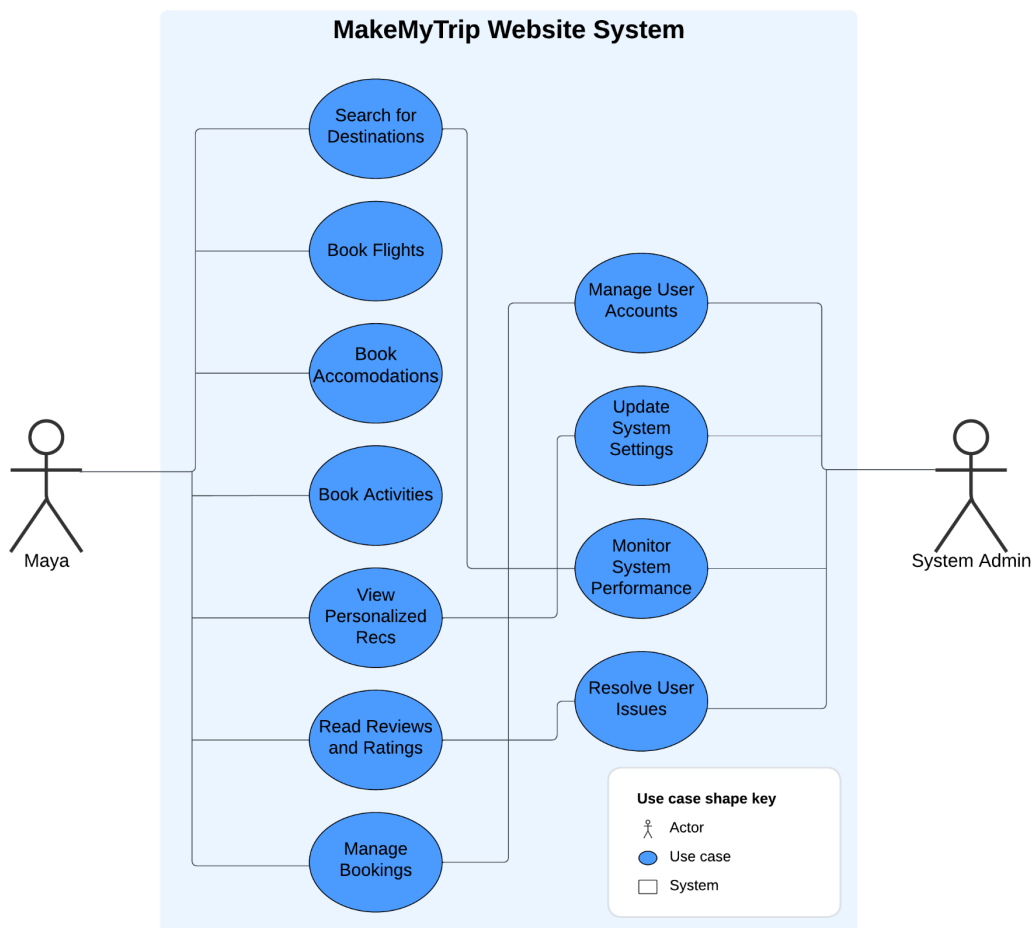 MakeMyTrip Website System
Search for
Destinations
Book Flights
Book
Accomodations
Book Activities
View
Personalized
Recs
Read Reviews
and Ratings
Manage
Bookings
Manage User
Accounts
Update
System
Settings
Monitor
System
Performance
Resolve User
Issues
Maya
System Admin
Use case shape key
Actor
Use case
System